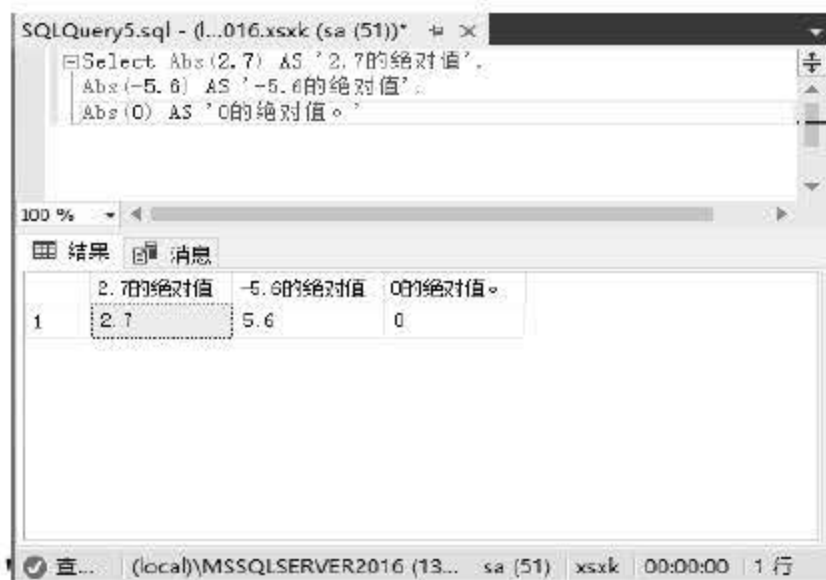 SQLQuery5.sql - (l...016.xsxk (sa (51))*
Select Abs(2.7) AS '2.7的绝对值',
Abs(-5.6) AS '-5.6的绝对值',
Abs(0) AS '0的绝对值。'
100 %
结果 消息
2.7的绝对值 -5.6的绝对值 0的绝对值。
1 2.7 5.6 0
查... (local)\MSSQLSERVER2016 (13... sa (51) xsxk 00:00:00 1 行